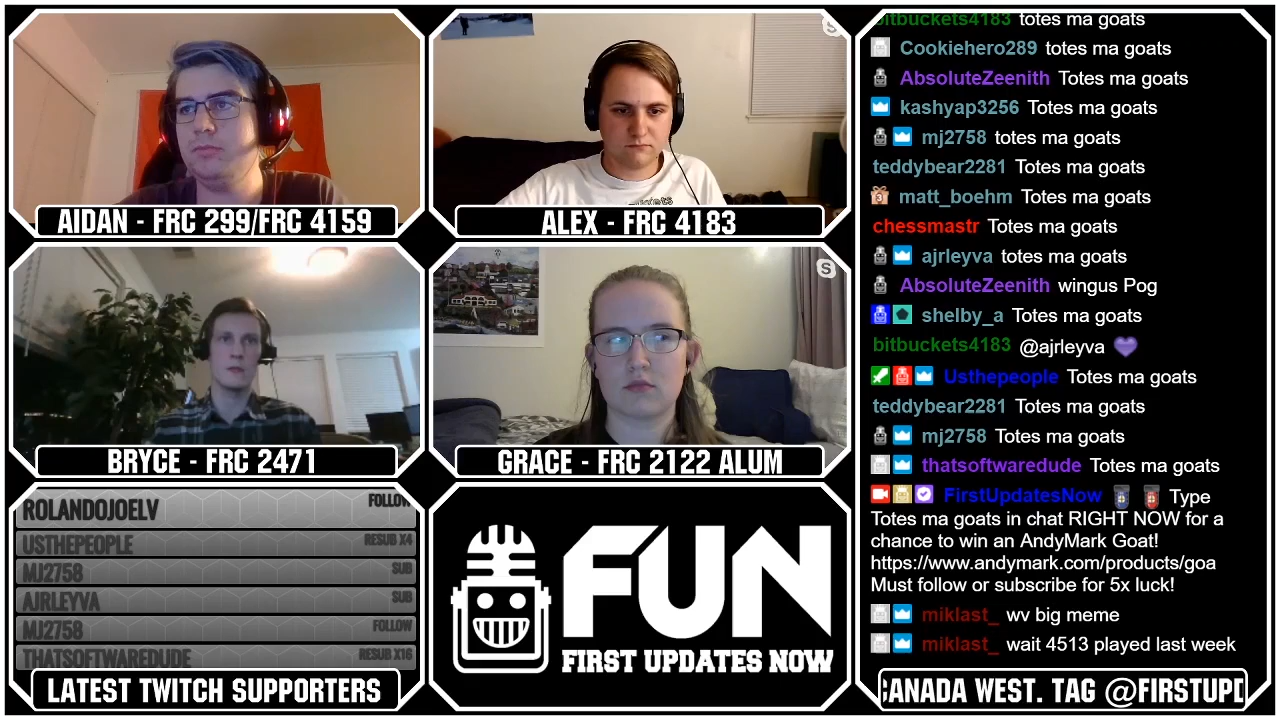 AIDAN - FRC 299/FRC 4159
ALEX - FRC 4183
BRYCE - FRC 2471
GRACE - FRC 2122 ALUM
ROLANDOJOELV FOLLOW
USTHEPEOPLE RESUB X4
MJ2758 SUB
AJRLEYVA SUB
MJ2758 FOLLOW
THATSOFTWAREDUDE RESUB X16
LATEST TWITCH SUPPORTERS
FUN
FIRST UPDATES NOW
bitbuckets4183 totes ma goats
Cookiehero289 totes ma goats
AbsoluteZeenith Totes ma goats
kashyap3256 Totes ma goats
mj2758 totes ma goats
teddybear2281 Totes ma goats
matt_boehm Totes ma goats
chessmastr Totes ma goats
ajrleyva totes ma goats
AbsoluteZeenith wingus Pog
shelby_a Totes ma goats
bitbuckets4183 @ajrleyva
Usthepeople Totes ma goats
teddybear2281 Totes ma goats
mj2758 Totes ma goats
thatsoftwaredude Totes ma goats
FirstUpdatesNow Type
Totes ma goats in chat RIGHT NOW for a
chance to win an AndyMark Goat!
https://www.andymark.com/products/goa
Must follow or subscribe for 5x luck!
miklast_ wv big meme
miklast_ wait 4513 played last week
CANADA WEST. TAG @FIRSTUPD